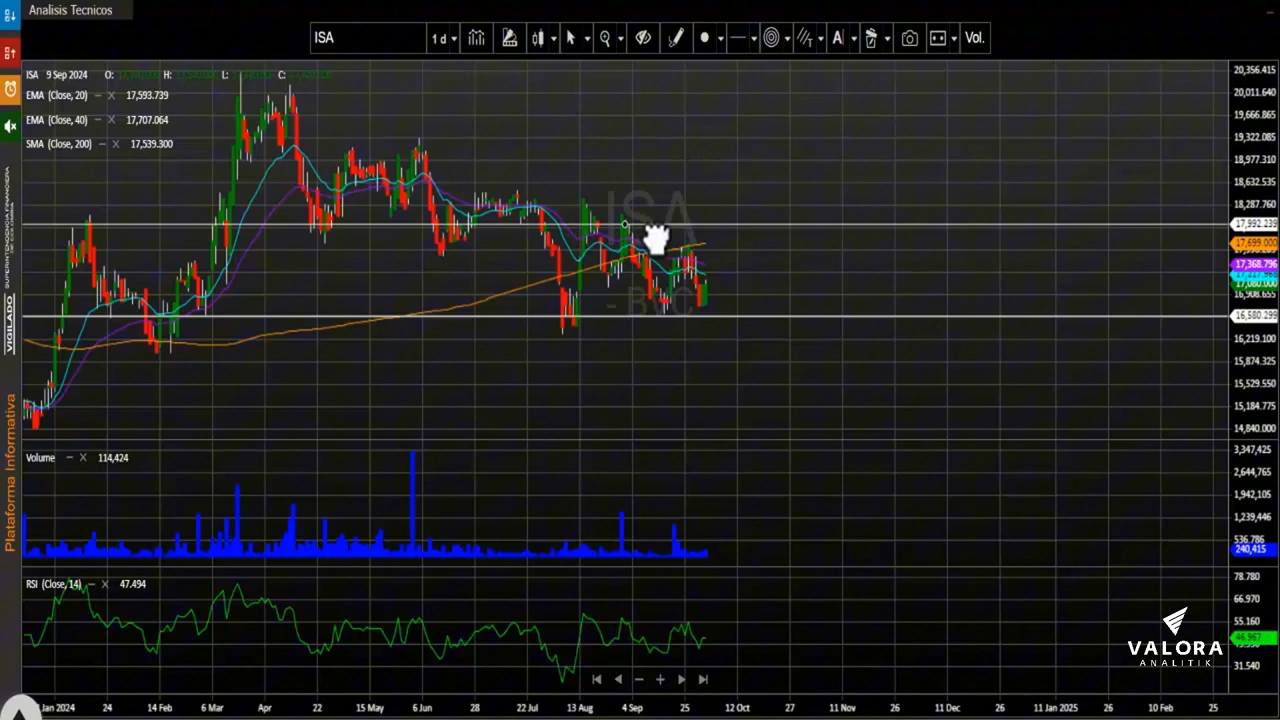 Analisis Tecnicos
ISA
1 d
A
Vol.
ISA 9 Sep 2024 O: H: L: C:
EMA (Close, 20) – X 17,593.739
EMA (Close, 40) – X 17,707.064
SMA (Close, 200) – X 17,539.300
ISA
- BVC
20,356.415
20,011.640
19,666.865
19,322.085
18,977.310
18,632.535
18,287.760
17,992.239
17,699.000
17,368.796
17,080.000
16,908.655
16,580.299
16,219.100
15,874.325
15,529.550
15,184.775
14,840.000
Volume – X 114,424
3,347,425
2,644,765
1,942,105
1,239,446
536,786
240,415
RSI (Close, 14) – X 47.494
78.780
66.970
55.160
46.967
31.540
Jan 2024 24 14 Feb 6 Mar Apr 22 15 May 6 Jun 28 22 Jul 13 Aug 4 Sep 25 12 Oct 27 11 Nov 26 11 Dec 26 11 Jan 2025 26 10 Feb 25
VIGILADO SUPERINTENDENCIA FINANCIERA DE COLOMBIA
Plataforma Informativa
VALORA
ANALITIK